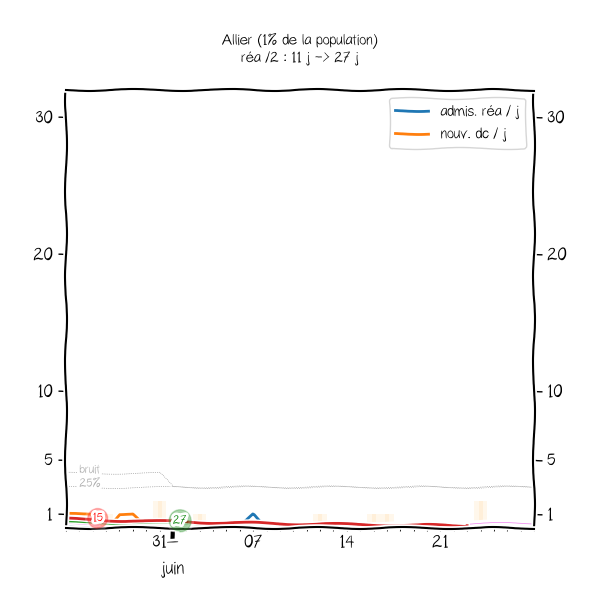 Allier (1% de la population)
réa /2 : 11 j -> 27 j
admis. réa / j
nouv. dc / j
30
30
20
20
10
10
5
5
bruit
25%
1
1
15
27
31
07
14
21
juin